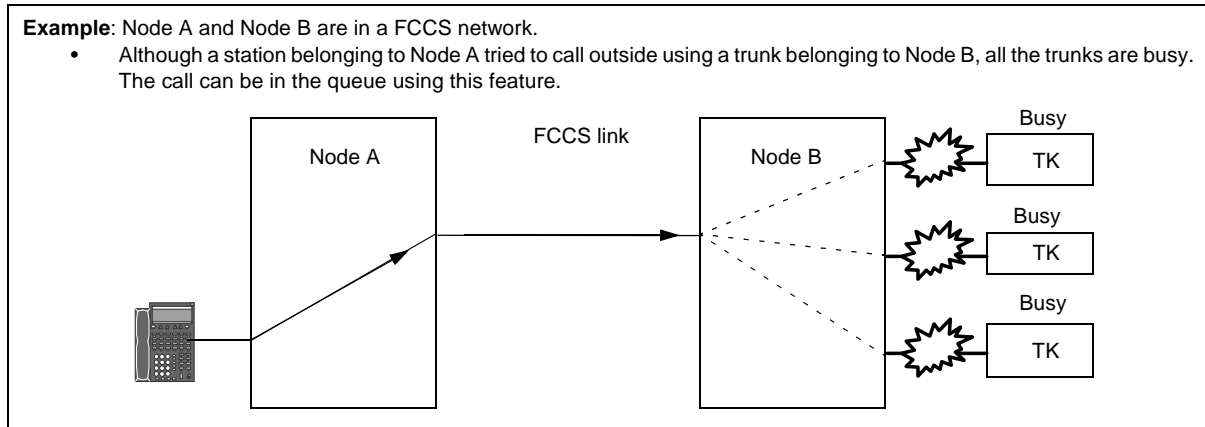 Example: Node A and Node B are in a FCCS network.
• Although a station belonging to Node A tried to call outside using a trunk belonging to Node B, all the trunks are busy.
The call can be in the queue using this feature.
Busy
FCCS link
Node A
Node B
TK
Busy
TK
Busy
TK